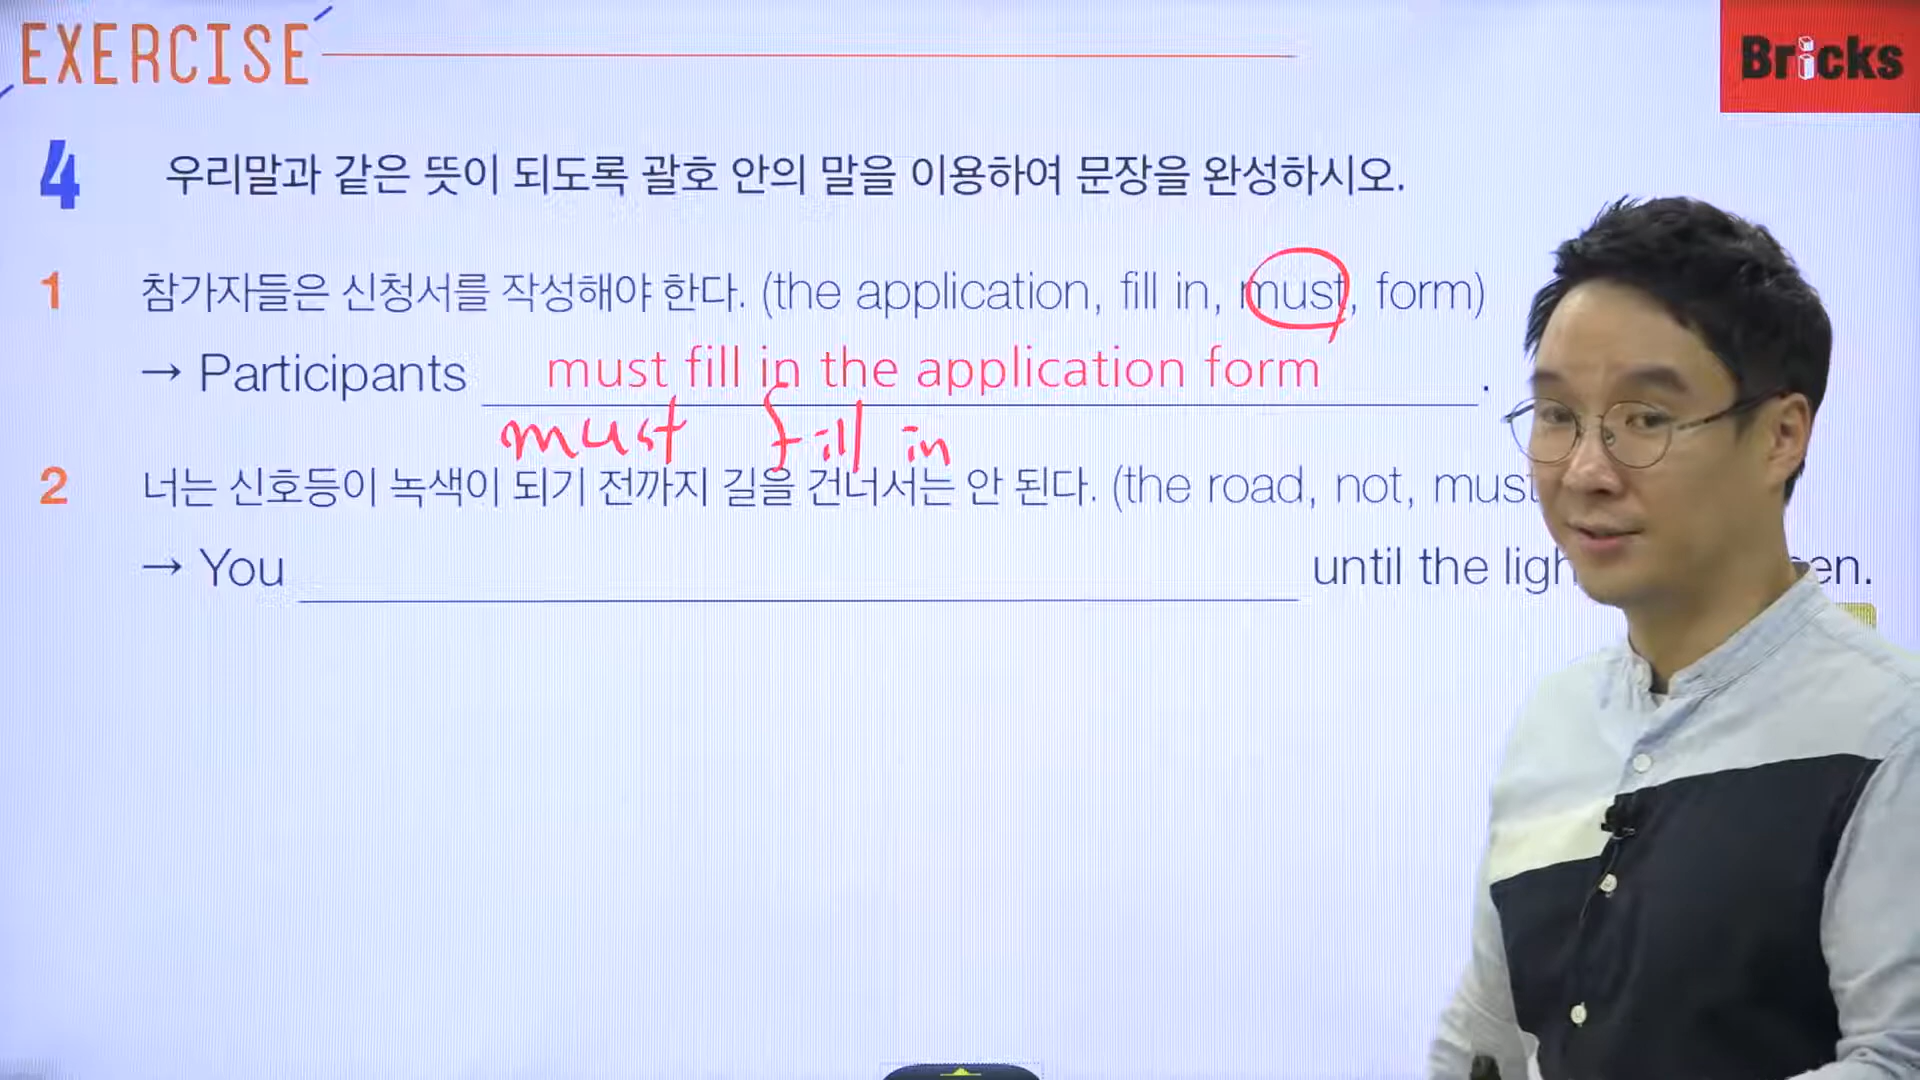 EXERCISE
Bricks
4 우리말과 같은 뜻이 되도록 괄호 안의 말을 이용하여 문장을 완성하시오.
1 참가자들은 신청서를 작성해야 한다. (the application, fill in, must, form)
→ Participants must fill in the application form.
must fill in
2 너는 신호등이 녹색이 되기 전까지 길을 건너서는 안 된다. (the road, not, must
→ You until the